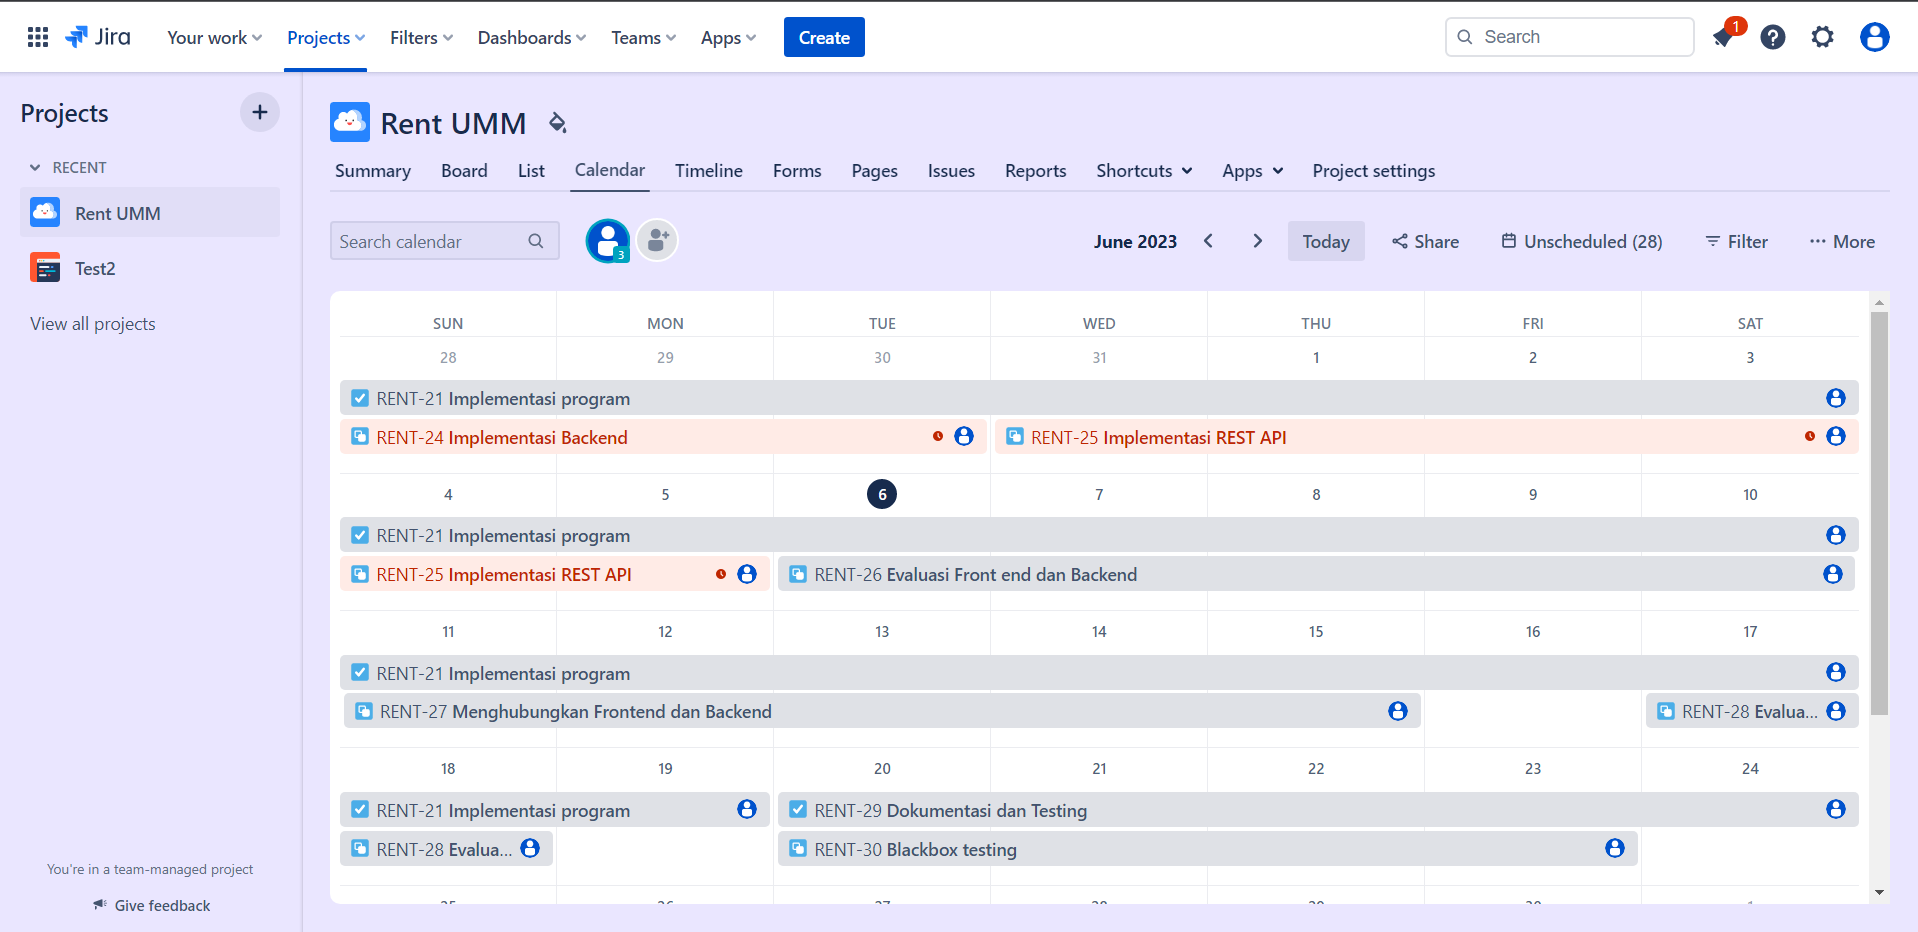 Jira Your work Projects Filters Dashboards Teams Apps Create Search 1
Projects
RECENT
Rent UMM
Test2
View all projects
You're in a team-managed project
Give feedback
Rent UMM
Summary Board List Calendar Timeline Forms Pages Issues Reports Shortcuts Apps Project settings
Search calendar 3 June 2023 Today Share Unscheduled (28) Filter More
SUN MON TUE WED THU FRI SAT
28 29 30 31 1 2 3
RENT-21 Implementasi program
RENT-24 Implementasi Backend RENT-25 Implementasi REST API
4 5 6 7 8 9 10
RENT-21 Implementasi program
RENT-25 Implementasi REST API RENT-26 Evaluasi Front end dan Backend
11 12 13 14 15 16 17
RENT-21 Implementasi program
RENT-27 Menghubungkan Frontend dan Backend RENT-28 Evalua...
18 19 20 21 22 23 24
RENT-21 Implementasi program RENT-29 Dokumentasi dan Testing
RENT-28 Evalua... RENT-30 Blackbox testing